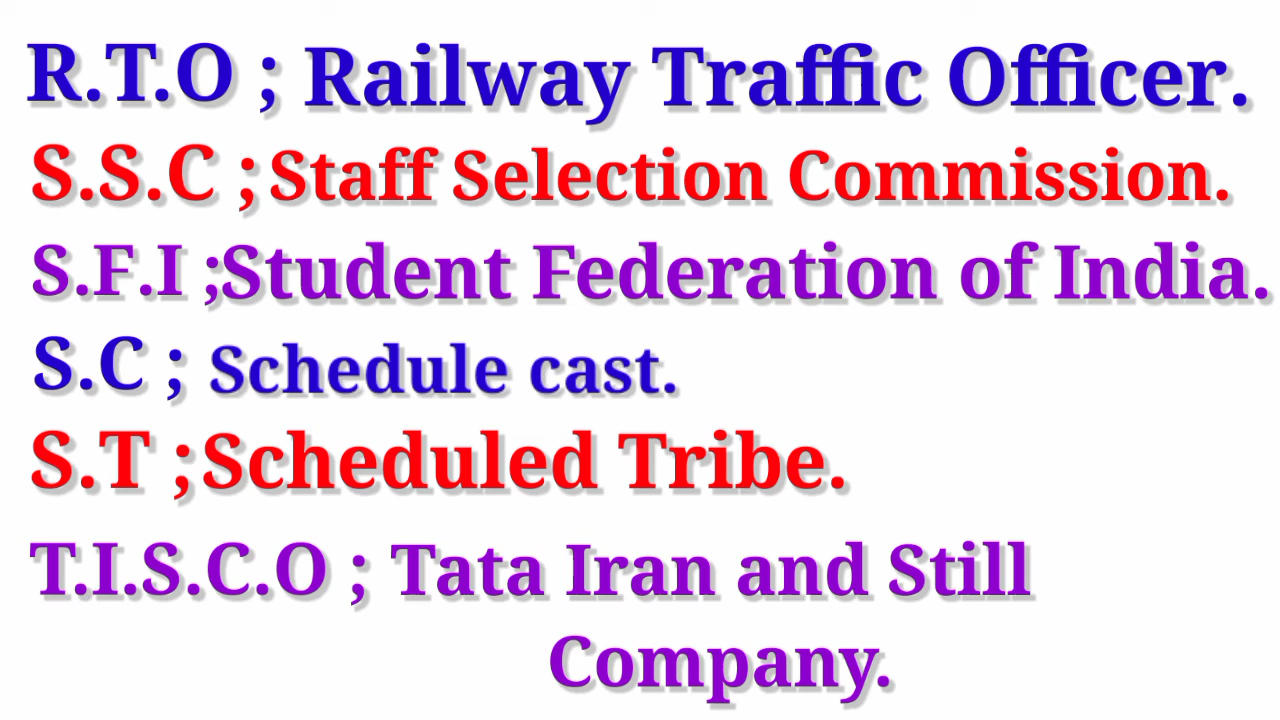 R.T.O ; Railway Traffic Officer.
S.S.C ; Staff Selection Commission.
S.F.I ;Student Federation of India.
S.C ; Schedule cast.
S.T ; Scheduled Tribe.
T.I.S.C.O ; Tata Iran and Still
Company.